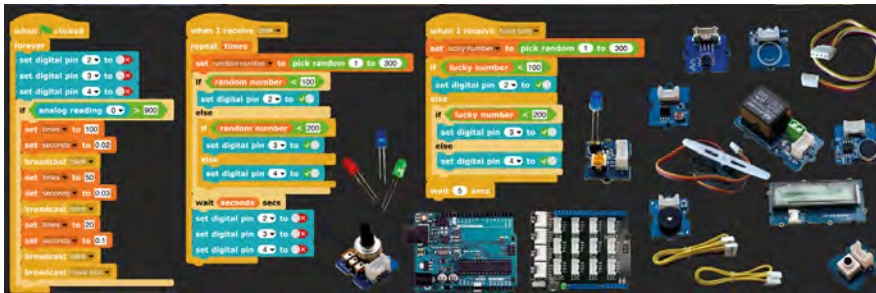 when clicked
forever
set digital pin 2 to
set digital pin 3 to
set digital pin 4 to
if analog reading 0 > 900
set times to 100
set seconds to 0.02
broadcast
set times to 50
set seconds to 0.03
broadcast
set times to 20
set seconds to 0.1
broadcast
broadcast
when I receive
repeat times
set random number to pick random 1 to 300
if random number < 100
set digital pin 2 to
else
if random number < 200
set digital pin 3 to
else
set digital pin 4 to
wait seconds secs
set digital pin 2 to
set digital pin 3 to
set digital pin 4 to
when I receive
set lucky number to pick random 1 to 300
if lucky number < 100
set digital pin 2 to
else
if lucky number < 200
set digital pin 3 to
else
set digital pin 4 to
wait 5 secs